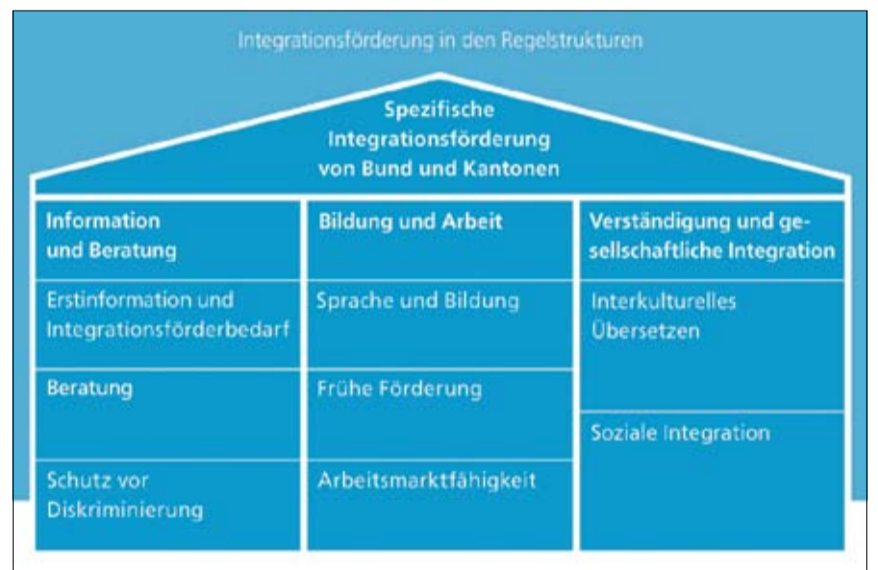 Integrationsförderung in den Regelstrukturen
Spezifische
Integrationsförderung
von Bund und Kantonen
Information
und Beratung
Erstinformation und
Integrationsförderbedarf
Beratung
Schutz vor
Diskriminierung
Bildung und Arbeit
Sprache und Bildung
Frühe Förderung
Arbeitsmarktfähigkeit
Verständigung und ge-
sellschaftliche Integration
Interkulturelles
Übersetzen
Soziale Integration